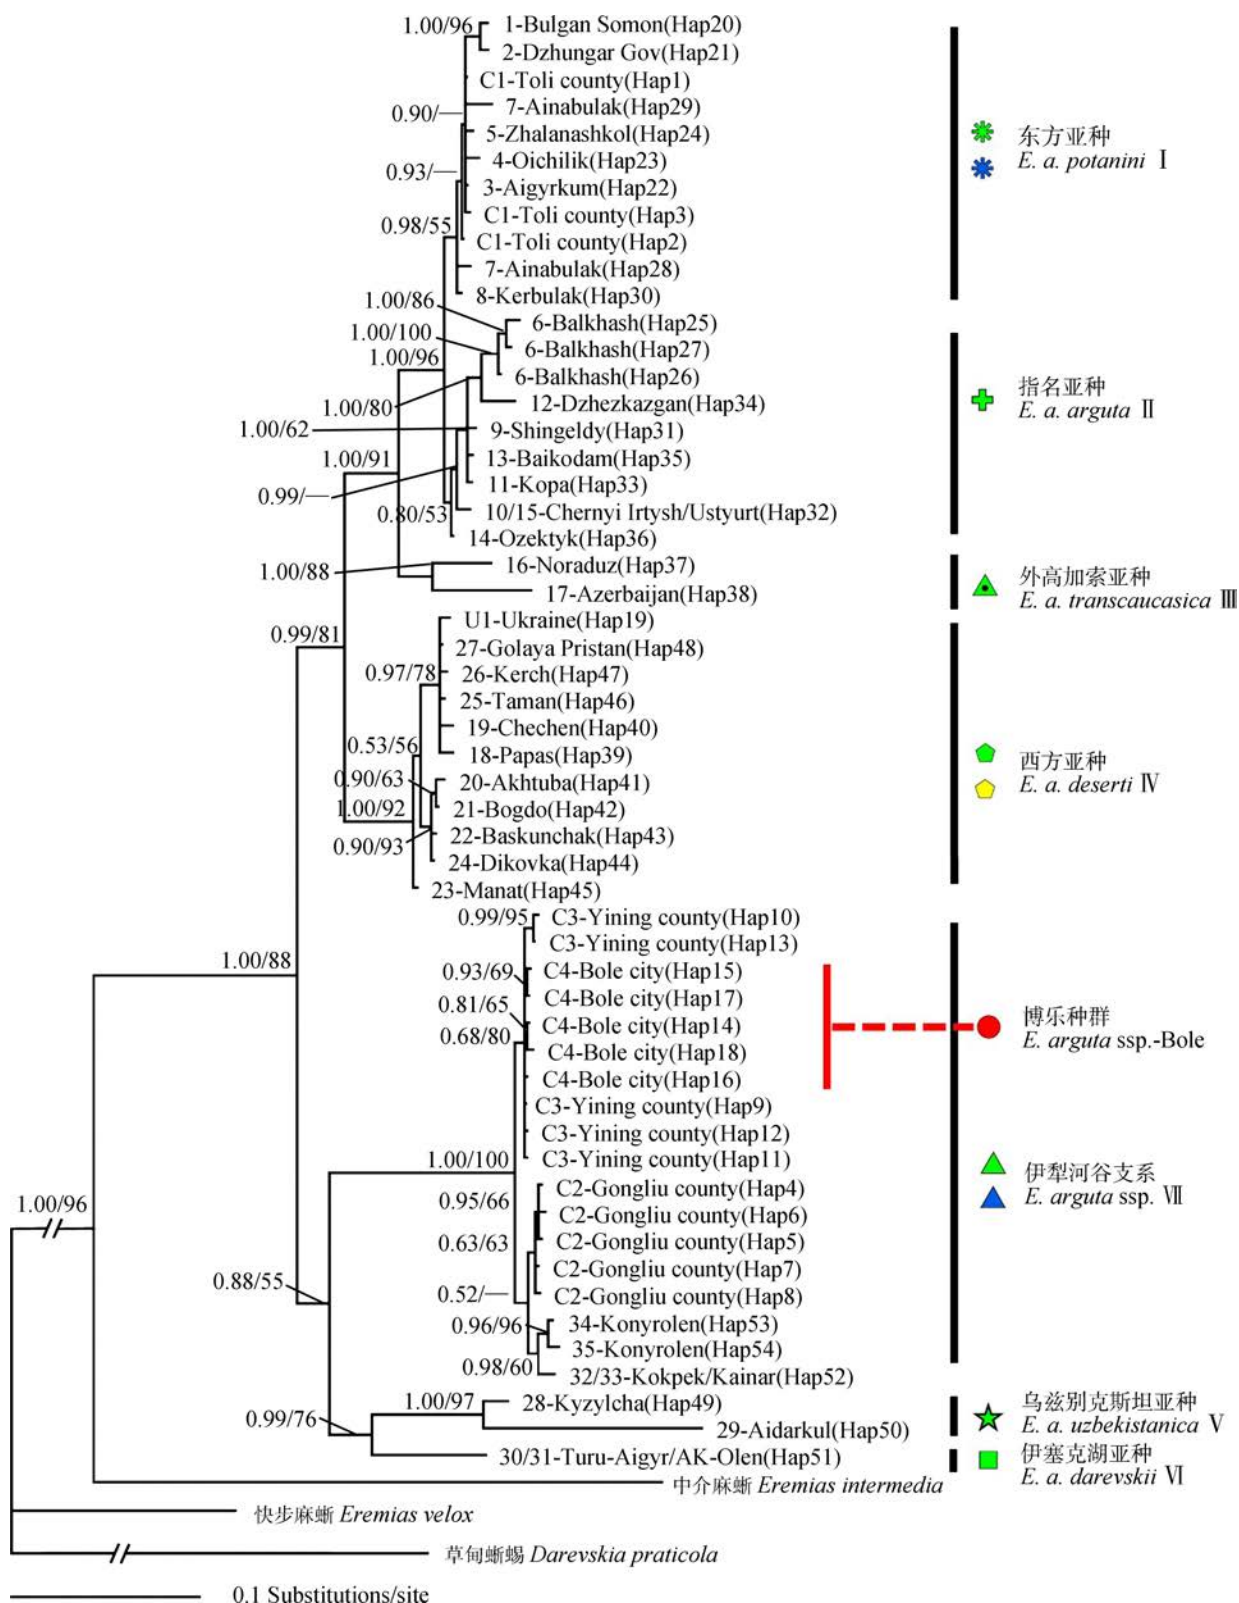 1.00/96
1-Bulgan Somon(Hap20)
2-Dzhungar Gov(Hap21)
C1-Toli county(Hap1)
0.90/—
7-Ainabulak(Hap29)
5-Zhalanashkol(Hap24)
4-Oichilik(Hap23)
0.93/—
3-Aigyrkum(Hap22)
C1-Toli county(Hap3)
0.98/55
C1-Toli county(Hap2)
7-Ainabulak(Hap28)
8-Kerbulak(Hap30)
东方亚种
E. a. potanini Ⅰ
1.00/86
6-Balkhash(Hap25)
1.00/100
6-Balkhash(Hap27)
1.00/96
6-Balkhash(Hap26)
1.00/80
12-Dzhezkazgan(Hap34)
1.00/62
9-Shingeldy(Hap31)
1.00/91
13-Baikodam(Hap35)
11-Kopa(Hap33)
0.99/—
0.80/53
10/15-Chernyi Irtysh/Ustyurt(Hap32)
14-Ozektyk(Hap36)
指名亚种
E. a. arguta Ⅱ
1.00/88
16-Noraduz(Hap37)
17-Azerbaijan(Hap38)
外高加索亚种
E. a. transcaucasica Ⅲ
0.99/81
U1-Ukraine(Hap19)
27-Golaya Pristan(Hap48)
0.97/78
26-Kerch(Hap47)
25-Taman(Hap46)
19-Chechen(Hap40)
0.53/56
18-Papas(Hap39)
0.90/63
20-Akhtuba(Hap41)
1.00/92
21-Bogdo(Hap42)
22-Baskunchak(Hap43)
0.90/93
24-Dikovka(Hap44)
23-Manat(Hap45)
西方亚种
E. a. deserti Ⅳ
0.99/95
C3-Yining county(Hap10)
C3-Yining county(Hap13)
1.00/88
0.93/69
C4-Bole city(Hap15)
C4-Bole city(Hap17)
0.81/65
C4-Bole city(Hap14)
0.68/80
C4-Bole city(Hap18)
C4-Bole city(Hap16)
博乐种群
E. arguta ssp.-Bole
C3-Yining county(Hap9)
C3-Yining county(Hap12)
1.00/100
C3-Yining county(Hap11)
C2-Gongliu county(Hap4)
0.95/66
C2-Gongliu county(Hap6)
0.63/63
C2-Gongliu county(Hap5)
C2-Gongliu county(Hap7)
0.52/—
C2-Gongliu county(Hap8)
0.96/96
34-Konyrolen(Hap53)
35-Konyrolen(Hap54)
0.98/60
32/33-Kokpek/Kainar(Hap52)
伊犁河谷支系
E. arguta ssp. Ⅶ
1.00/96
0.88/55
1.00/97
28-Kyzylcha(Hap49)
0.99/76
29-Aidarkul(Hap50)
乌兹别克斯坦亚种
E. a. uzbekistanica Ⅴ
30/31-Turu-Aigyr/AK-Olen(Hap51)
伊塞克湖亚种
E. a. darevskii Ⅵ
中介麻蜥 Eremias intermedia
快步麻蜥 Eremias velox
草甸蜥蜴 Darevskia praticola
0.1 Substitutions/site